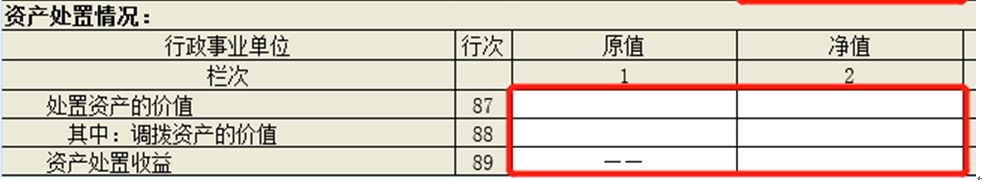 资产处置情况：
行政事业单位 行次 原值 净值
栏次 1 2
处置资产的价值 87
其中：调拨资产的价值 88
资产处置收益 89 ——